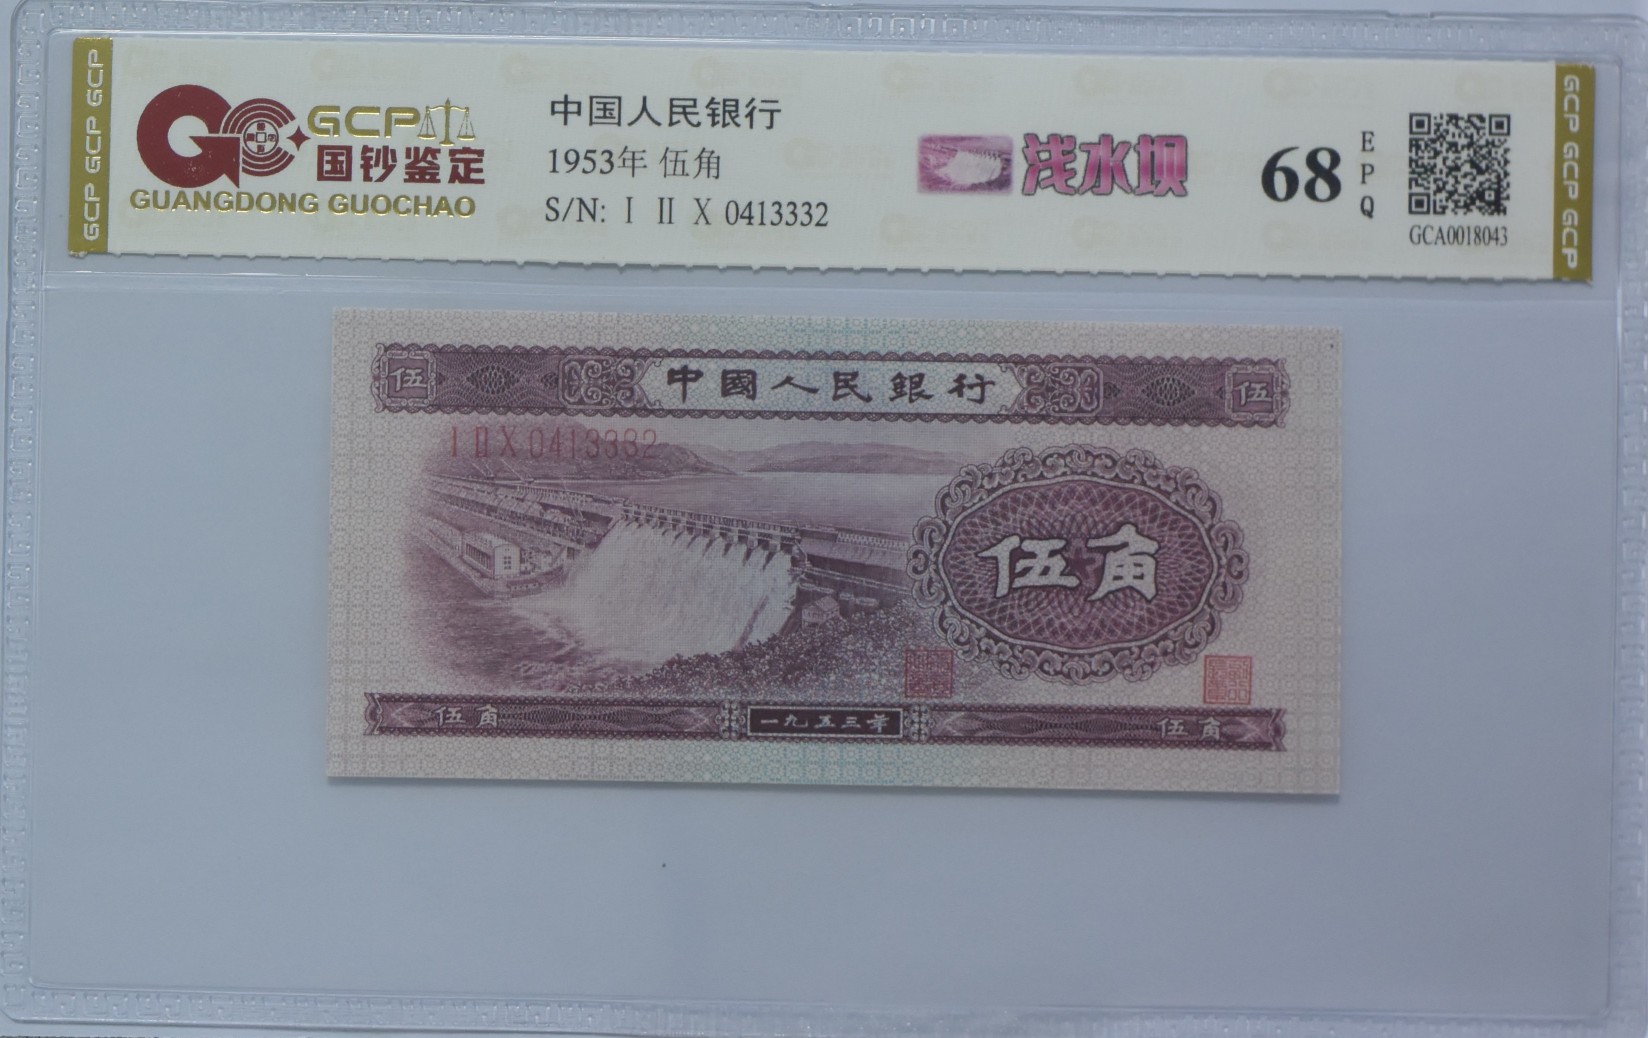 GCP GCP GCP
GCP
国钞鉴定
GUANGDONG GUOCHAO
中国人民银行
1953年 伍角
S/N: Ⅰ Ⅱ Ⅹ 0413332
浅水坝
68
EPQ
GCA0018043
GCP GCP GCP
伍
中國人民銀行
伍
Ⅰ Ⅱ Ⅹ 0413332
伍角
伍角
一九五三年
伍角